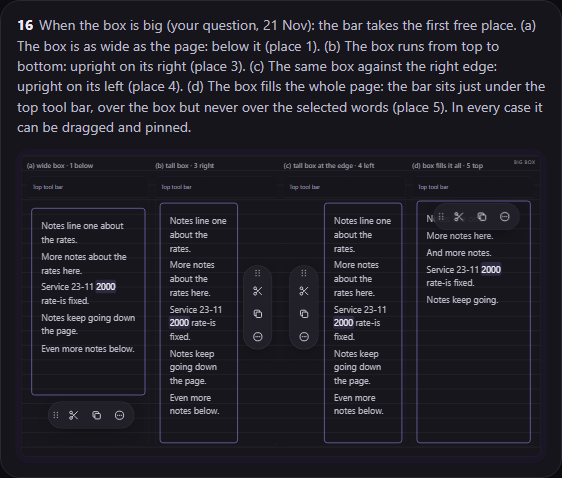 16 When the box is big (your question, 21 Nov): the bar takes the first free place. (a)
The box is as wide as the page: below it (place 1). (b) The box runs from top to
bottom: upright on its right (place 3). (c) The same box against the right edge:
upright on its left (place 4). (d) The box fills the whole page: the bar sits just under the
top tool bar, over the box but never over the selected words (place 5). In every case it
can be dragged and pinned.
(a) wide box · 1 below
Top tool bar
Notes line one about
the rates.
More notes about the
rates here.
Service 23-11 2000
rate-is fixed.
Notes keep going down
the page.
Even more notes below.
(b) tall box · 3 right
Top tool bar
Notes line one
about the
rates.
More notes
about the
rates here.
Service 23-11
2000 rate-is
fixed.
Notes keep
going down
the page.
Even more
notes below.
(c) tall box at the edge · 4 left
Top tool bar
Notes line one
about the
rates.
More notes
about the
rates here.
Service 23-11
2000 rate-is
fixed.
Notes keep
going down
the page.
Even more
notes below.
(d) box fills it all · 5 top
BIG BOX
Top tool bar
More notes here.
And more notes.
Service 23-11 2000
rate-is fixed.
Notes keep going.